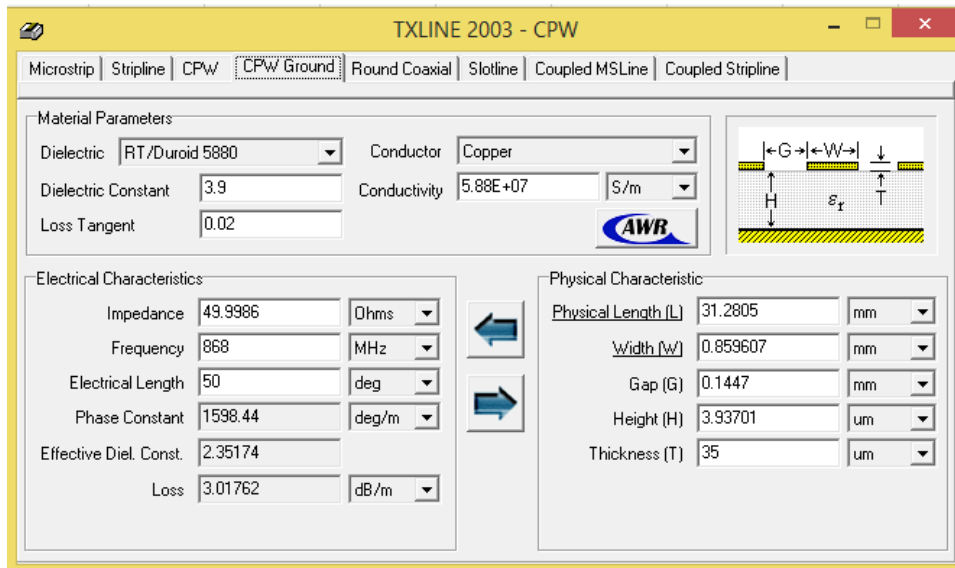 TXLINE 2003 - CPW
Microstrip Stripline CPW CPW Ground Round Coaxial Slotline Coupled MSLine Coupled Stripline
Material Parameters
Dielectric RT/Duroid 5880 Conductor Copper
Dielectric Constant 3.9 Conductivity 5.88E+07 S/m
Loss Tangent 0.02 AWR
G W T
H εr
Electrical Characteristics
Impedance 49.9986 Ohms
Frequency 868 MHz
Electrical Length 50 deg
Phase Constant 1598.44 deg/m
Effective Diel. Const. 2.35174
Loss 3.01762 dB/m
Physical Characteristic
Physical Length (L) 31.2805 mm
Width (W) 0.859607 mm
Gap (G) 0.1447 mm
Height (H) 3.93701 um
Thickness (T) 35 um